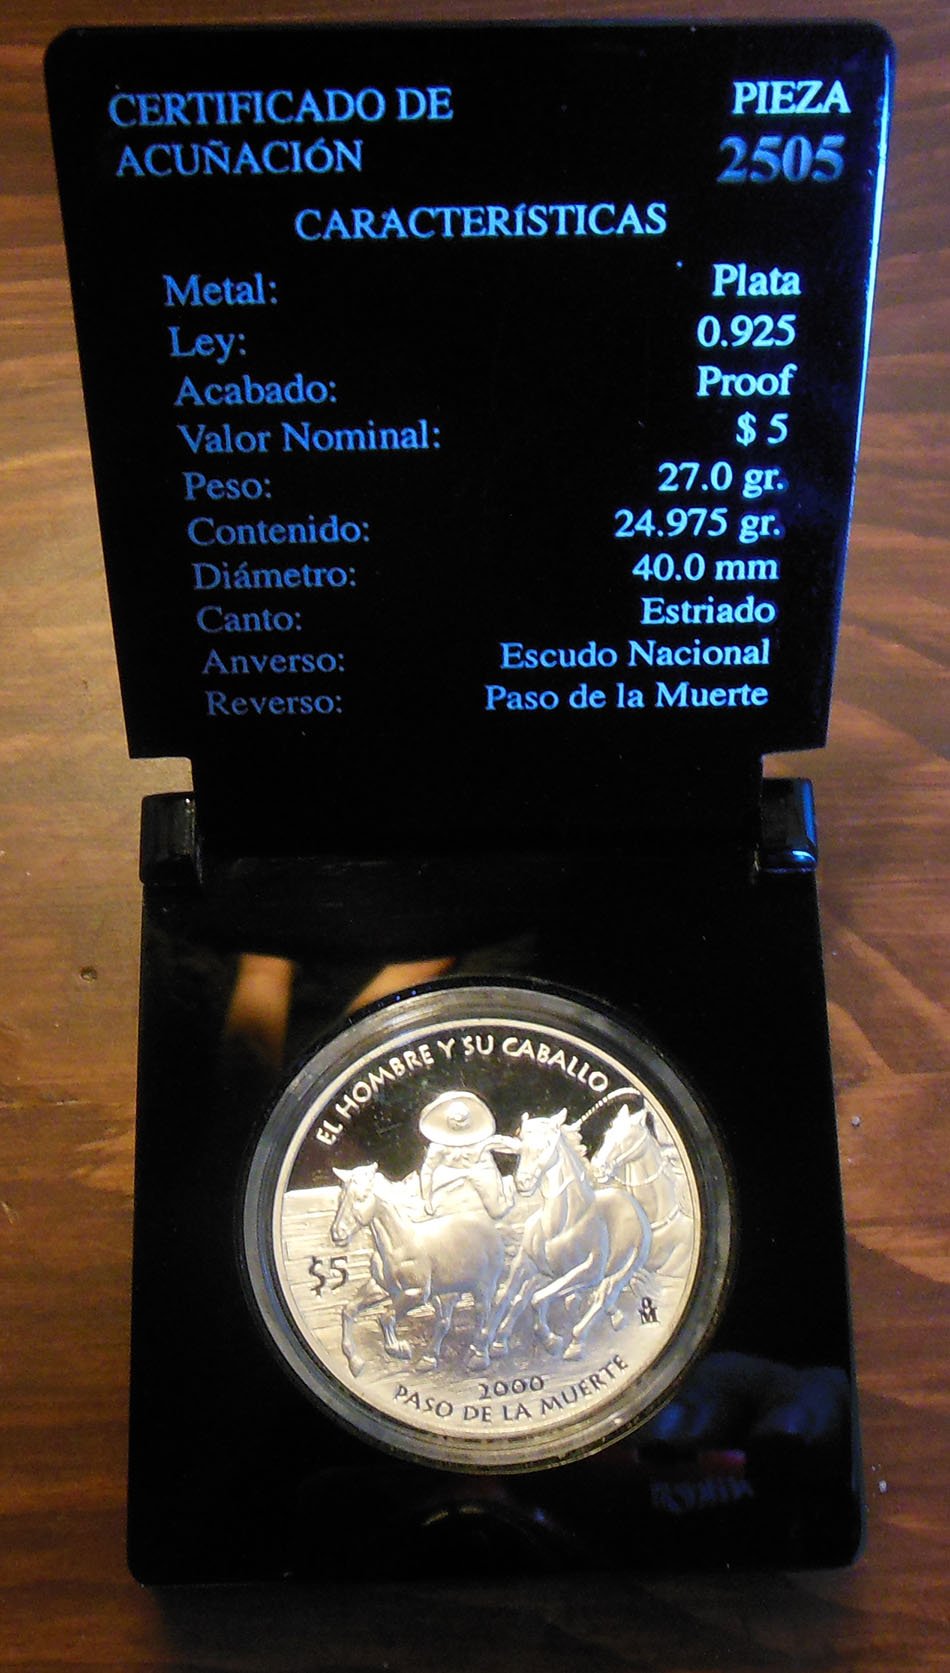 CERTIFICADO DE
ACUÑACIÓN
PIEZA
2505
CARACTERÍSTICAS
Metal: Plata
Ley: 0.925
Acabado: Proof
Valor Nominal: $ 5
Peso: 27.0 gr.
Contenido: 24.975 gr.
Diámetro: 40.0 mm
Canto: Estriado
Anverso: Escudo Nacional
Reverso: Paso de la Muerte
EL HOMBRE Y SU CABALLO
$5
oM
2000
PASO DE LA MUERTE